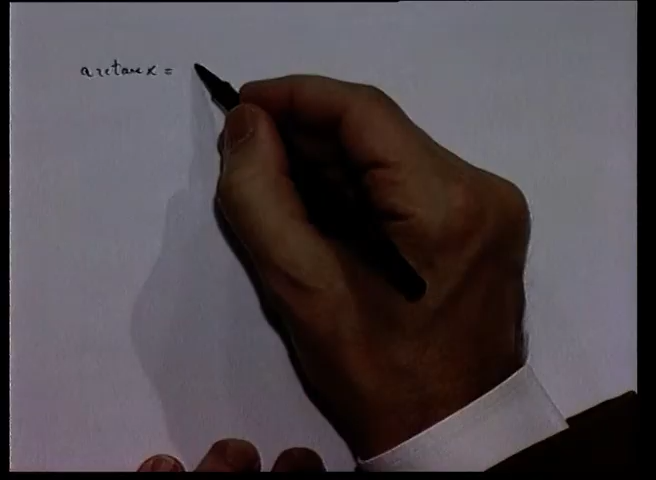 arctan x =